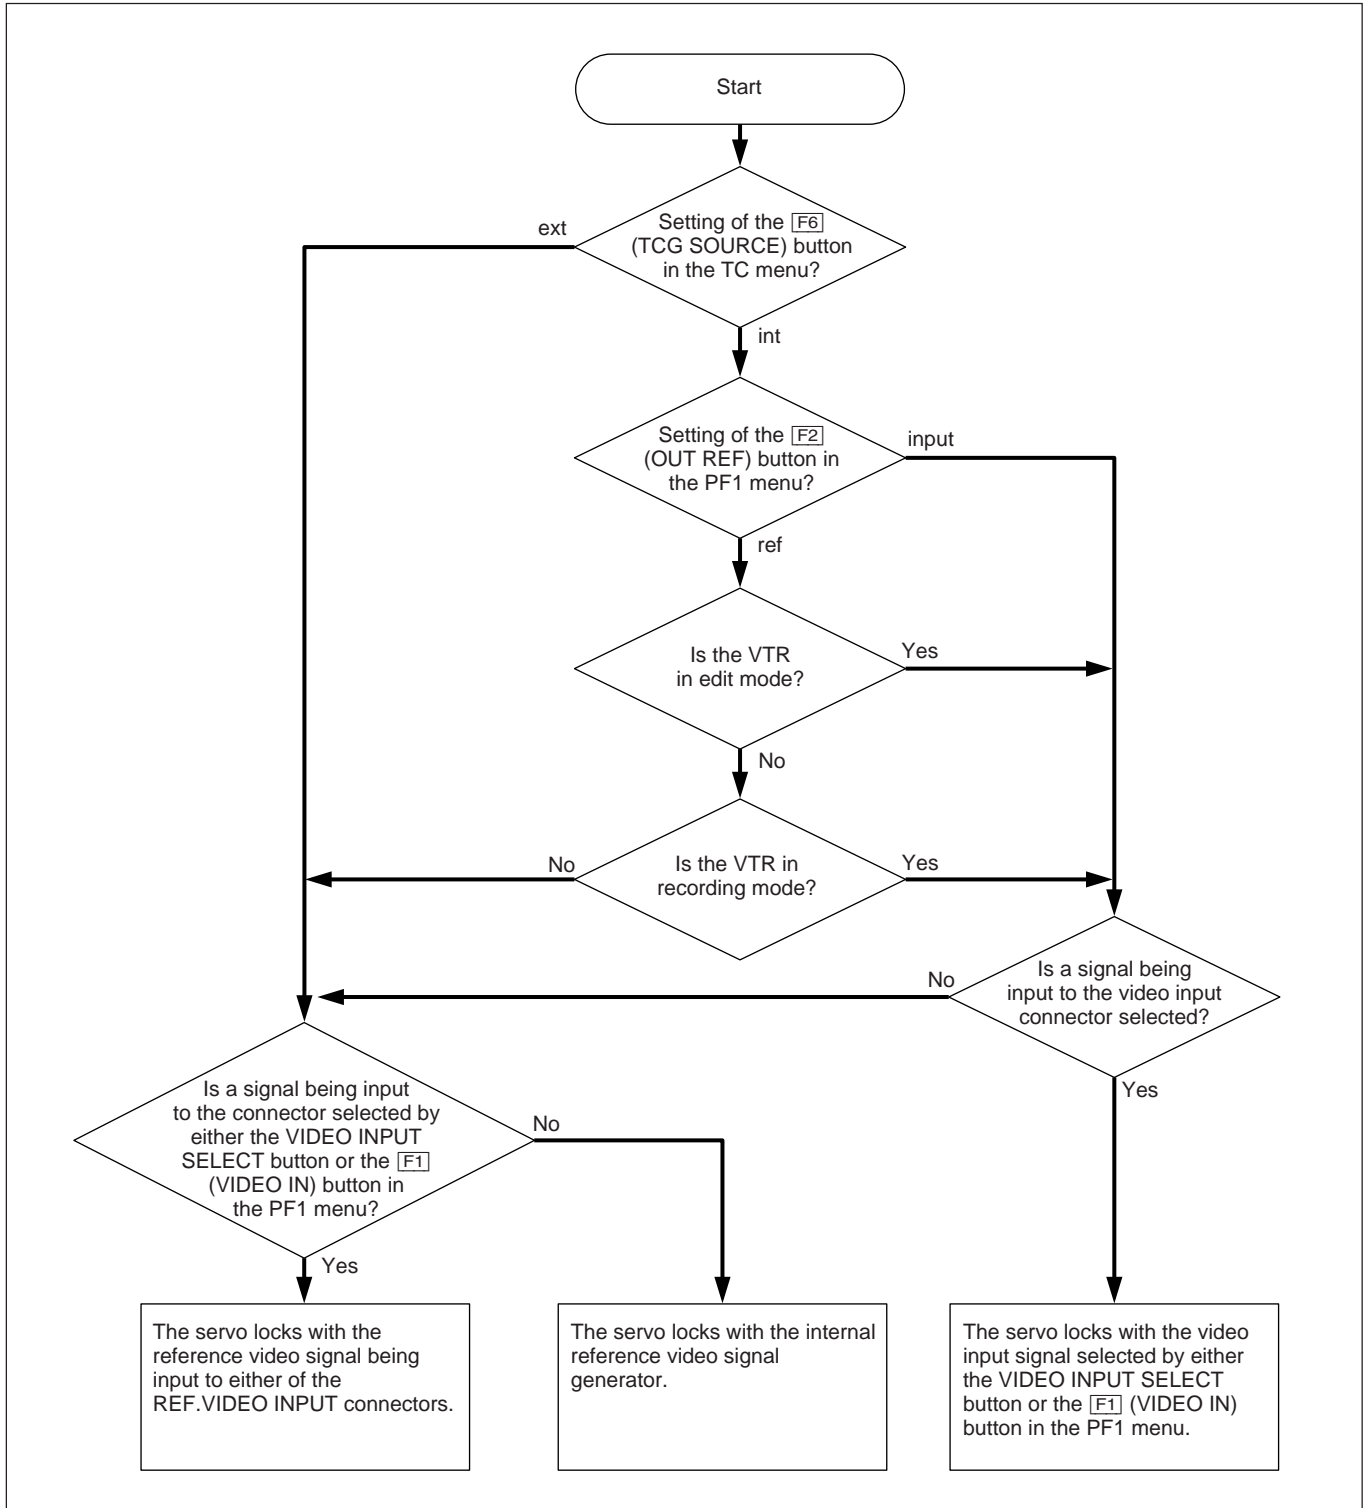 Start
ext
Setting of the F6
(TCG SOURCE) button
in the TC menu?
int
Setting of the F2
(OUT REF) button in
the PF1 menu?
input
ref
Is the VTR
in edit mode?
Yes
No
No
Is the VTR in
recording mode?
Yes
Is a signal being
input to the video input
connector selected?
No
Yes
Is a signal being input
to the connector selected by
either the VIDEO INPUT
SELECT button or the F1
(VIDEO IN) button in
the PF1 menu?
No
Yes
The servo locks with the
reference video signal being
input to either of the
REF.VIDEO INPUT connectors.
The servo locks with the internal
reference video signal
generator.
The servo locks with the video
input signal selected by either
the VIDEO INPUT SELECT
button or the F1 (VIDEO IN)
button in the PF1 menu.